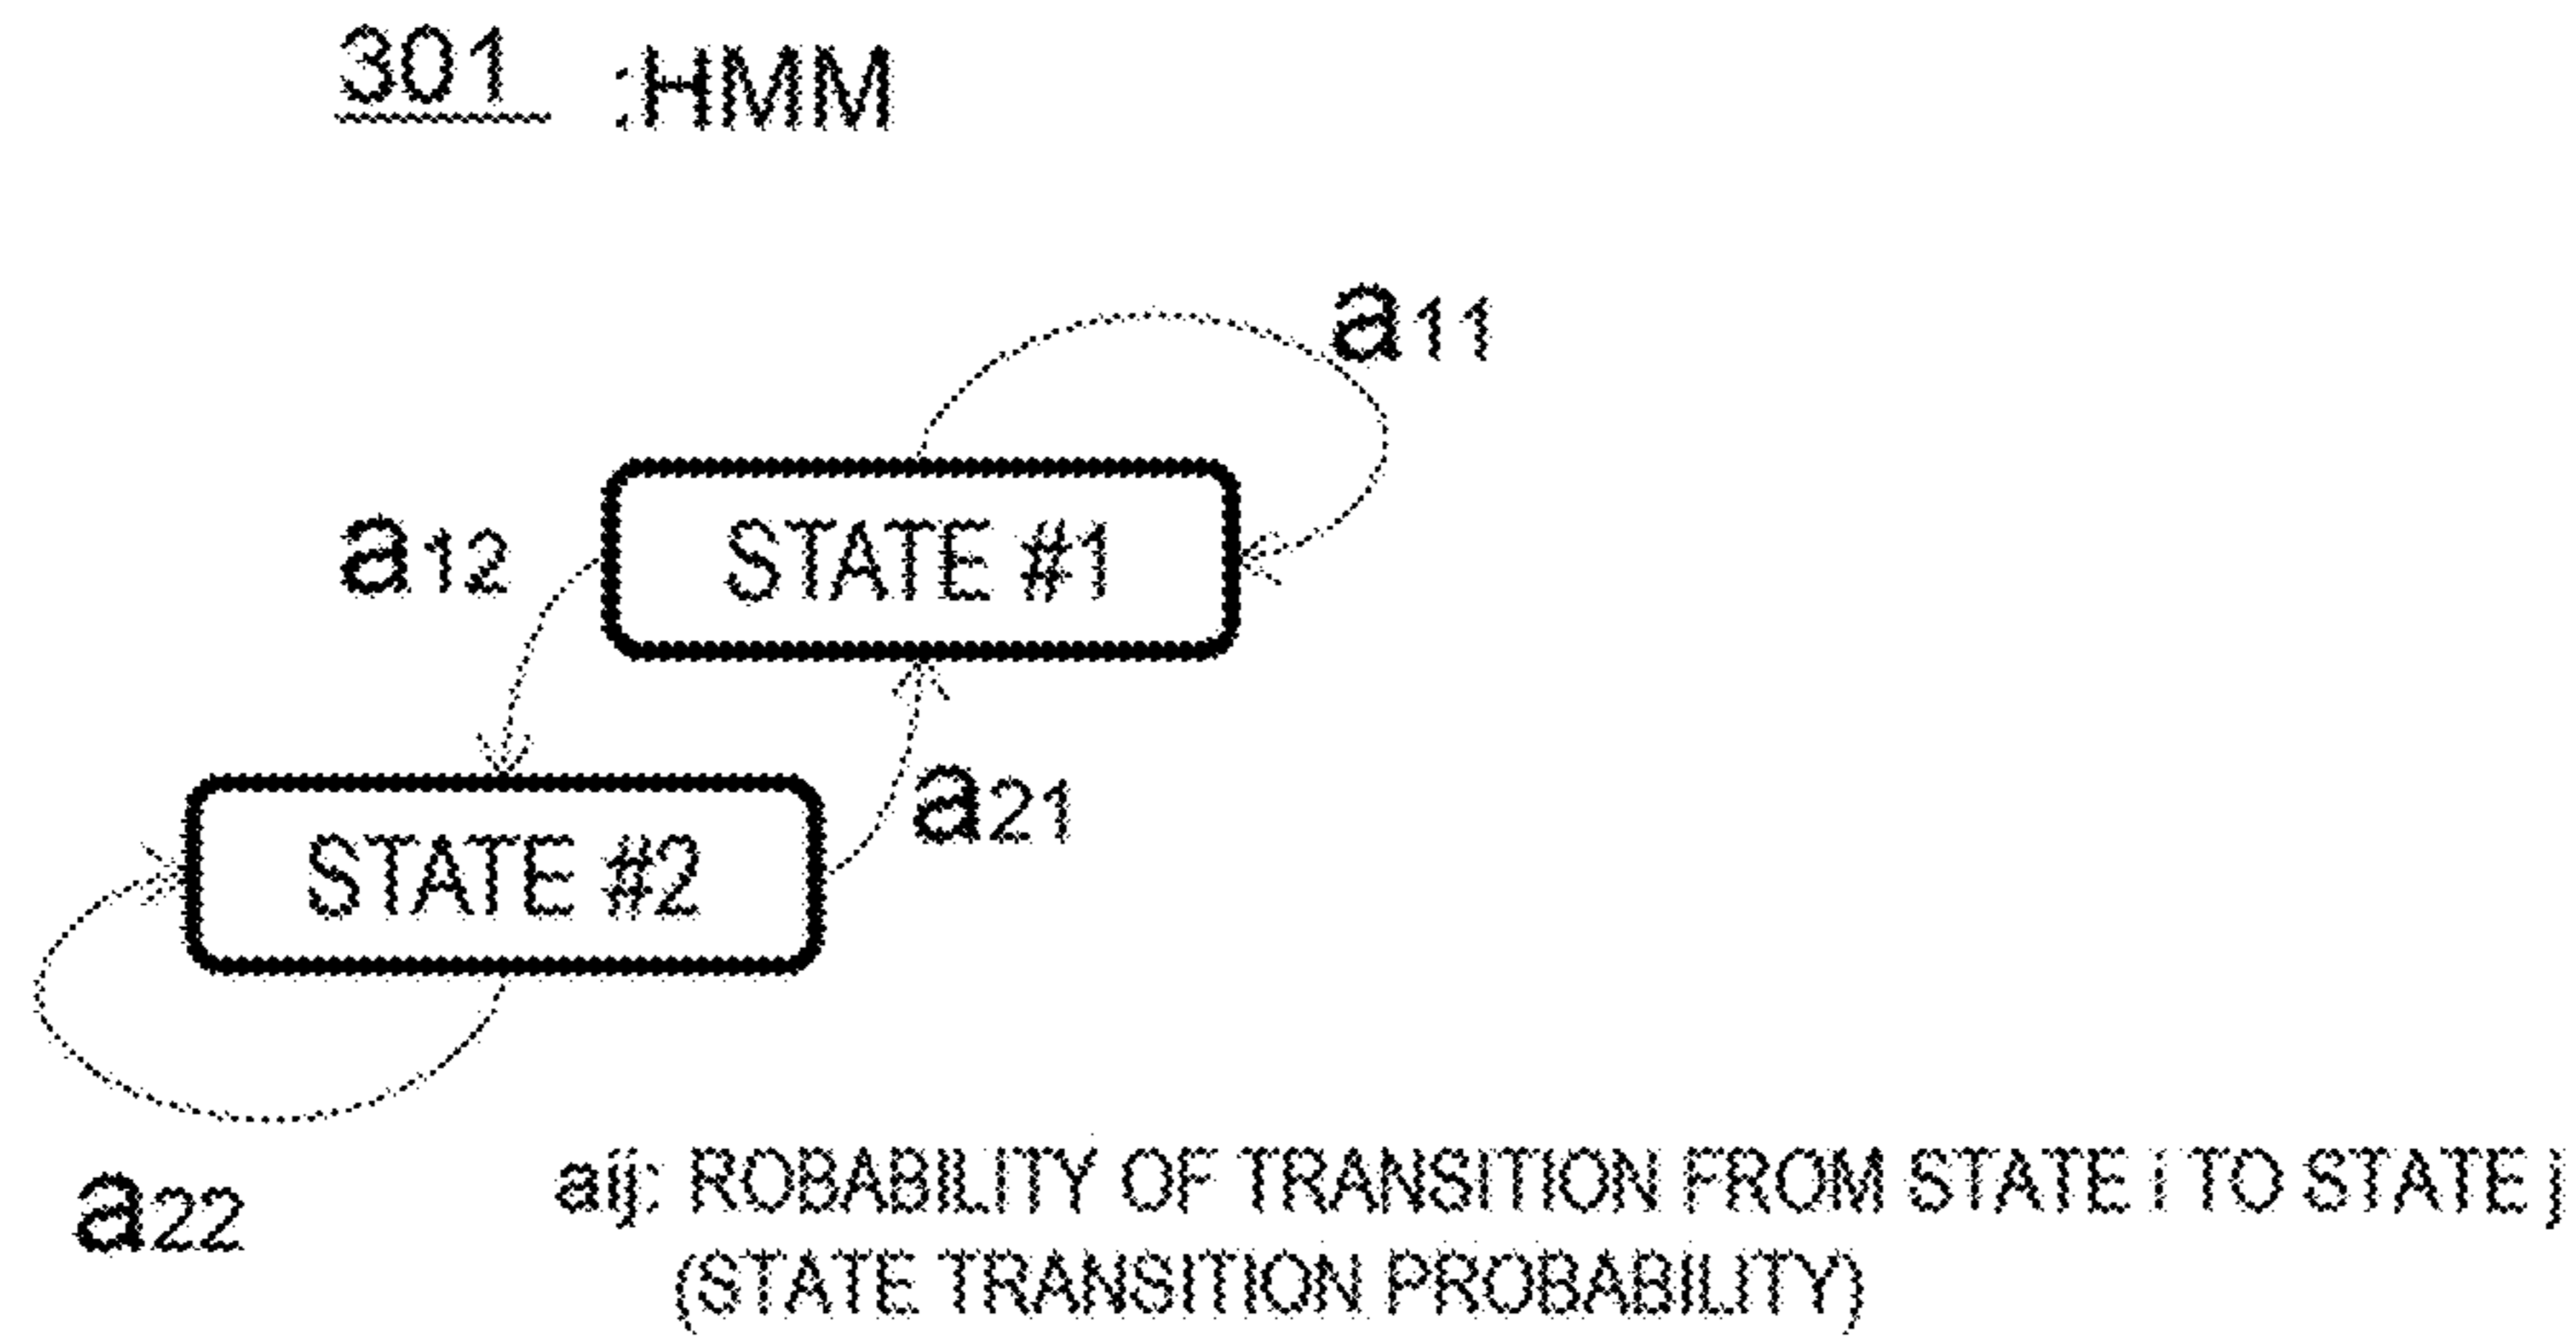 301 :HMM
a11
a12
STATE #1
a21
STATE #2
a22
aij: ROBABILITY OF TRANSITION FROM STATE i TO STATE j
(STATE TRANSITION PROBABILITY)